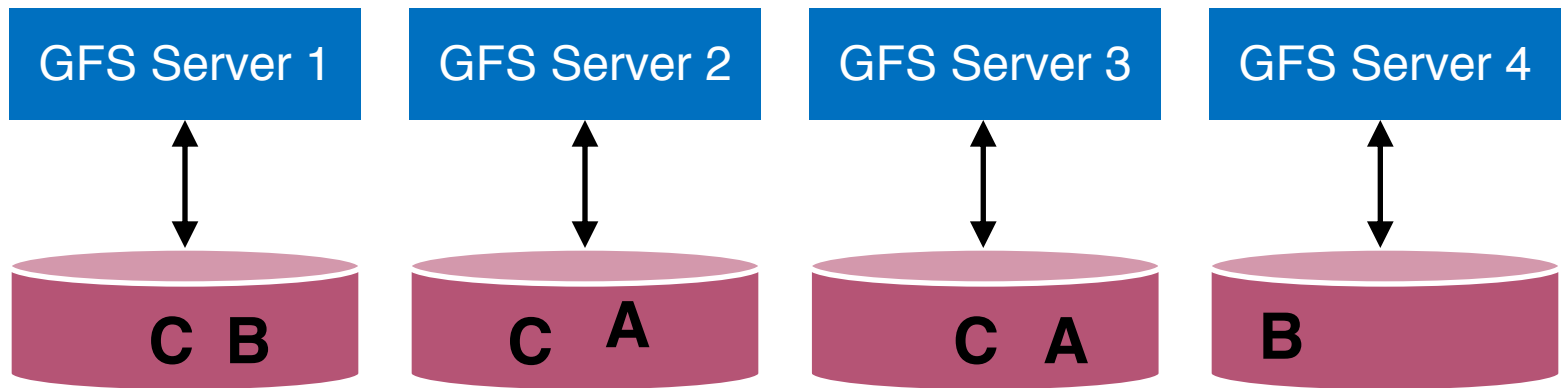 GFS Server 1
GFS Server 2
GFS Server 3
GFS Server 4
C B
C A
C A
B